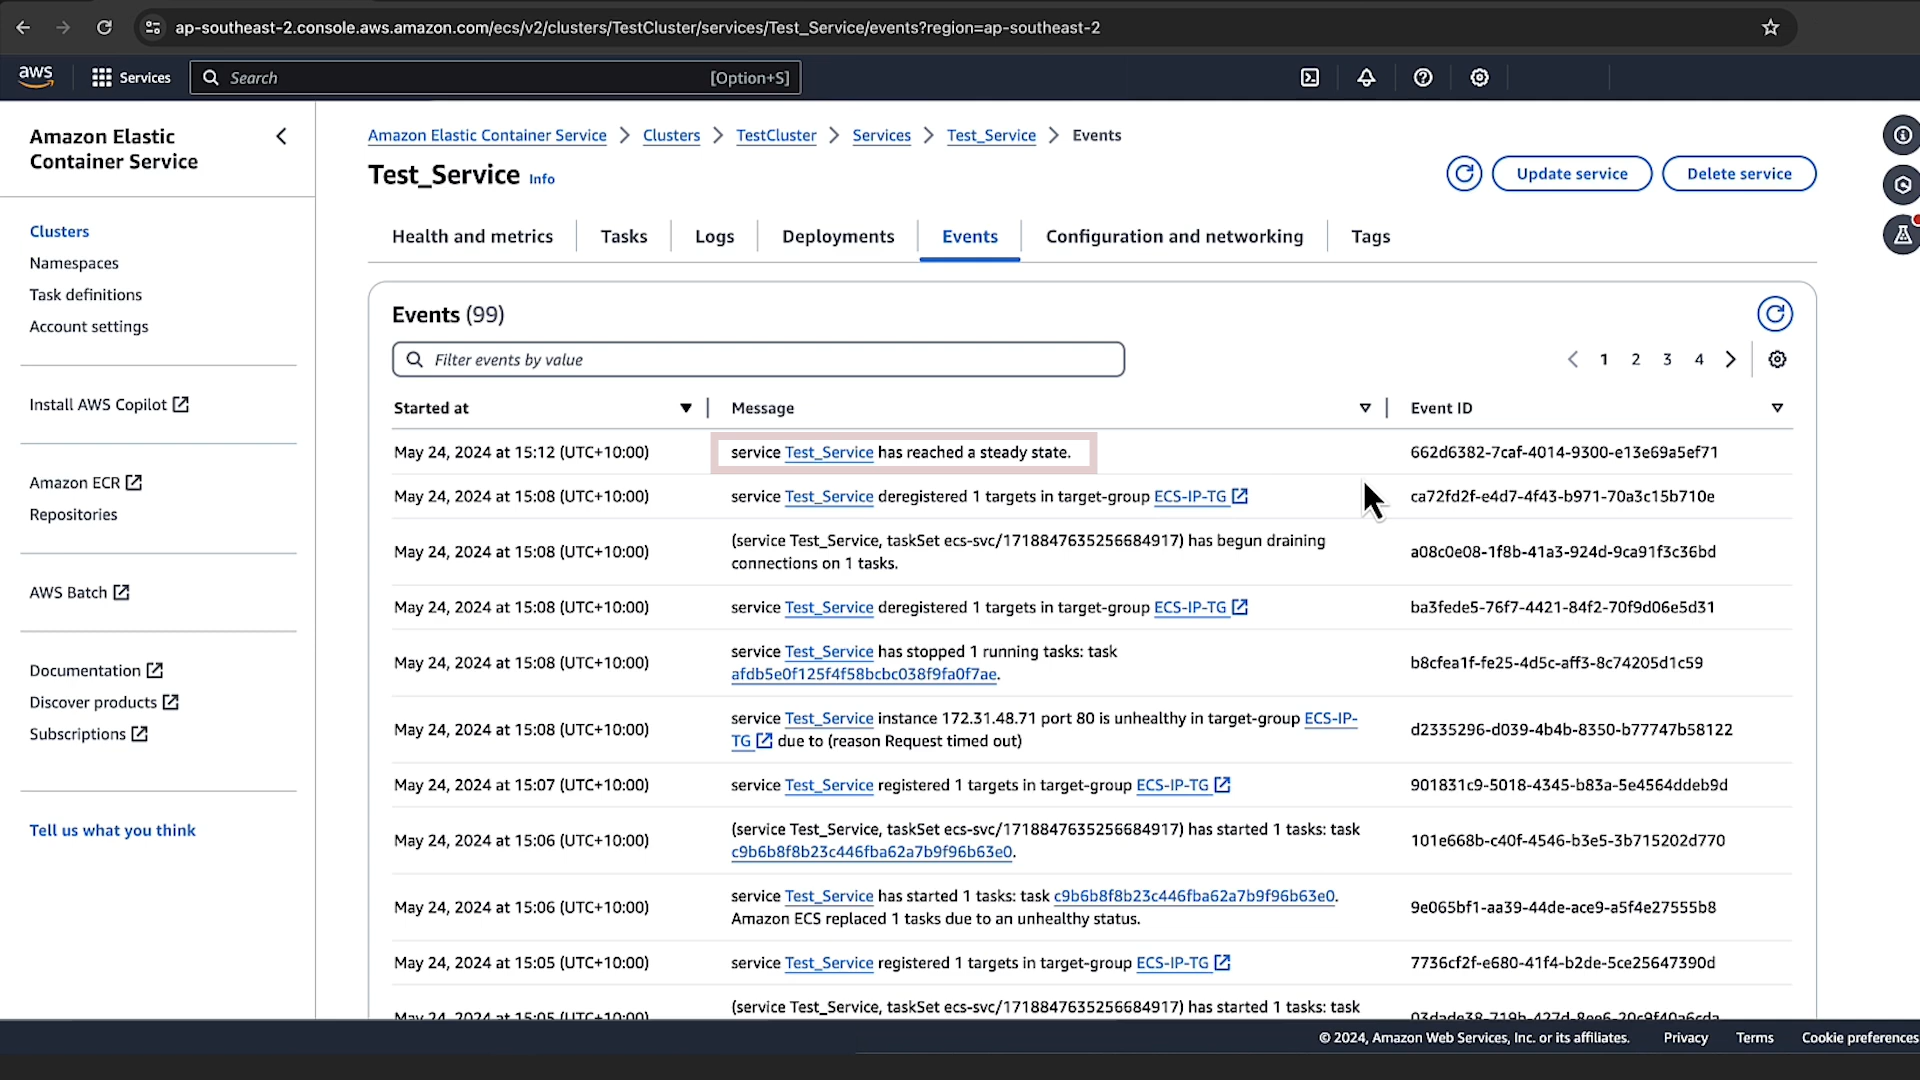 ap-southeast-2.console.aws.amazon.com/ecs/v2/clusters/TestCluster/services/Test_Service/events?region=ap-southeast-2
aws
Services
Search
[Option+S]
Amazon Elastic
Container Service
Clusters
Namespaces
Task definitions
Account settings
Install AWS Copilot
Amazon ECR
Repositories
AWS Batch
Documentation
Discover products
Subscriptions
Tell us what you think
Amazon Elastic Container Service > Clusters > TestCluster > Services > Test_Service > Events
Test_Service Info
Update service
Delete service
Health and metrics
Tasks
Logs
Deployments
Events
Configuration and networking
Tags
Events (99)
Filter events by value
1 2 3 4
Started at Message Event ID
May 24, 2024 at 15:12 (UTC+10:00) service Test_Service has reached a steady state. 662d6382-7caf-4014-9300-e13e69a5ef71
May 24, 2024 at 15:08 (UTC+10:00) service Test_Service deregistered 1 targets in target-group ECS-IP-TG ca72fd2f-e4d7-4f43-b971-70a3c15b710e
May 24, 2024 at 15:08 (UTC+10:00) (service Test_Service, taskSet ecs-svc/1718847635256684917) has begun draining
connections on 1 tasks. a08c0e08-1f8b-41a3-924d-9ca91f3c36bd
May 24, 2024 at 15:08 (UTC+10:00) service Test_Service deregistered 1 targets in target-group ECS-IP-TG ba3fede5-76f7-4421-84f2-70f9d06e5d31
May 24, 2024 at 15:08 (UTC+10:00) service Test_Service has stopped 1 running tasks: task
afdb5e0f125f4f58bcbc038f9fa0f7ae. b8cfea1f-fe25-4d5c-aff3-8c74205d1c59
May 24, 2024 at 15:08 (UTC+10:00) service Test_Service instance 172.31.48.71 port 80 is unhealthy in target-group ECS-IP-
TG due to (reason Request timed out) d2335296-d039-4b4b-8350-b77747b58122
May 24, 2024 at 15:07 (UTC+10:00) service Test_Service registered 1 targets in target-group ECS-IP-TG 901831c9-5018-4345-b83a-5e4564ddeb9d
May 24, 2024 at 15:06 (UTC+10:00) (service Test_Service, taskSet ecs-svc/1718847635256684917) has started 1 tasks: task
c9b6b8f8b23c446fba62a7b9f96b63e0. 101e668b-c40f-4546-b3e5-3b715202d770
May 24, 2024 at 15:06 (UTC+10:00) service Test_Service has started 1 tasks: task c9b6b8f8b23c446fba62a7b9f96b63e0.
Amazon ECS replaced 1 tasks due to an unhealthy status. 9e065bf1-aa39-44de-ace9-a5f4e27555b8
May 24, 2024 at 15:05 (UTC+10:00) service Test_Service registered 1 targets in target-group ECS-IP-TG 7736cf2f-e680-41f4-b2de-5ce25647390d
May 24, 2024 at 15:05 (UTC+10:00) (service Test_Service, taskSet ecs-svc/1718847635256684917) has started 1 tasks: task
© 2024, Amazon Web Services, Inc. or its affiliates. Privacy Terms Cookie preferences